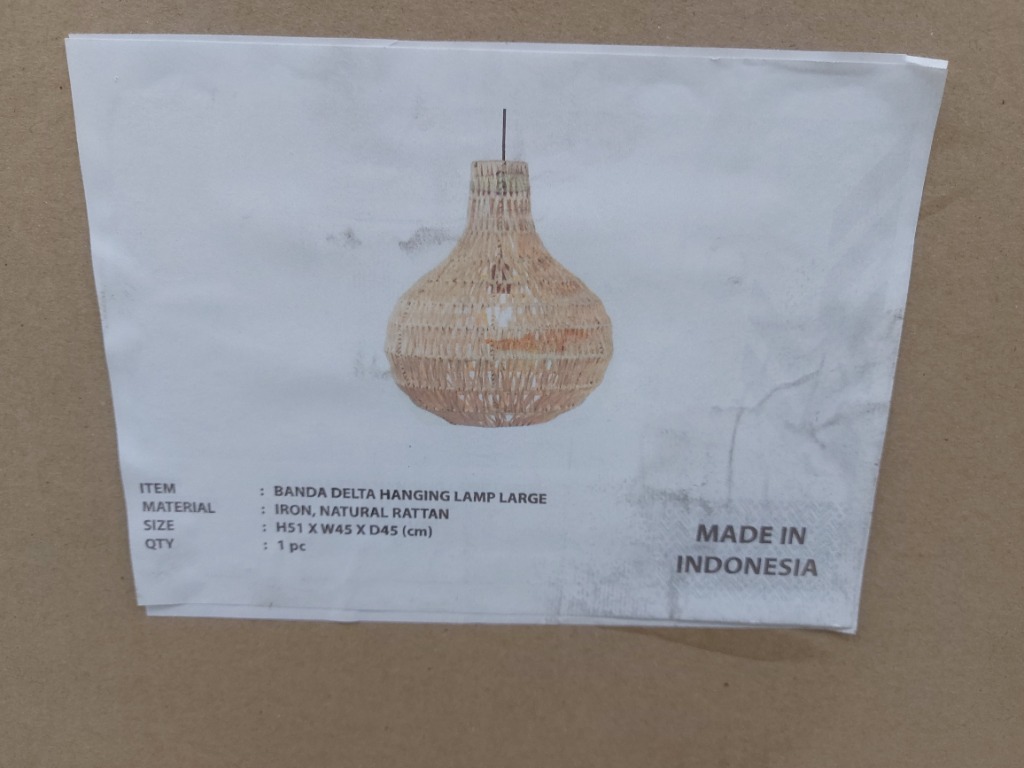 ITEM : BANDA DELTA HANGING LAMP LARGE
MATERIAL : IRON, NATURAL RATTAN
SIZE : H51 X W45 X D45 (cm)
QTY : 1 pc
MADE IN
INDONESIA